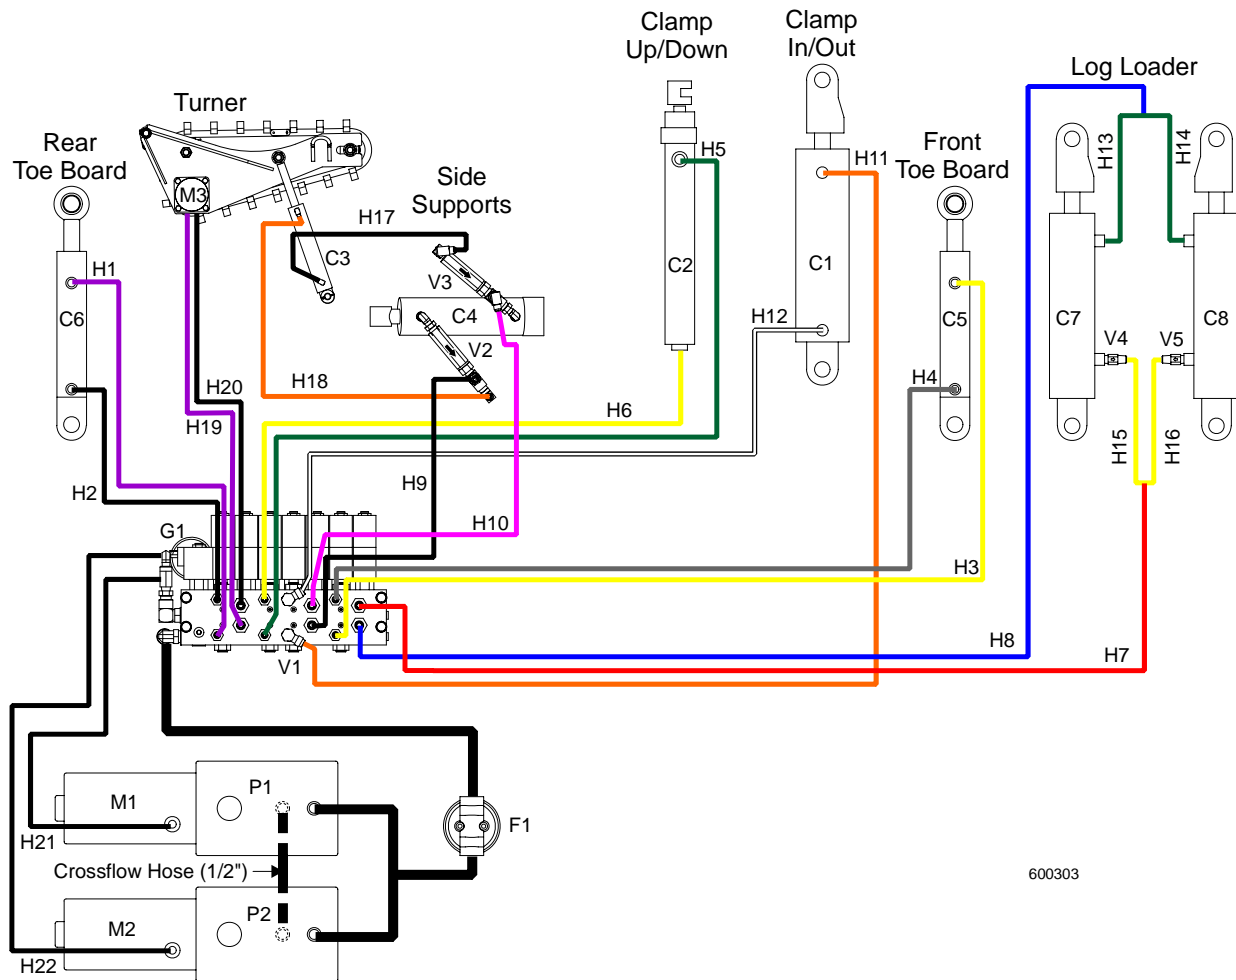 Clamp
Up/Down
Clamp
In/Out
Log Loader
Turner
Rear
Toe Board
Side
Supports
Front
Toe Board
H5
H11
H13
H14
M3
H17
H1
C3
V3
C2
C1
C6
C4
C5
C7
C8
H12
V4
V5
V2
H20
H18
H4
H19
H6
H15
H16
H2
H9
G1
H10
H3
H8
H7
V1
P1
M1
F1
H21
Crossflow Hose (1/2")
600303
P2
M2
H22